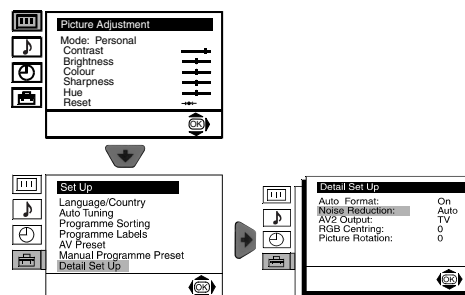 Picture Adjustment
Mode: Personal
Contrast
Brightness
Colour
Sharpness
Hue
Reset
OK
Set Up
Language/Country
Auto Tuning
Programme Sorting
Programme Labels
AV Preset
Manual Programme Preset
Detail Set Up
OK
Detail Set Up
Auto Format: On
Noise Reduction: Auto
AV2 Output: TV
RGB Centring: 0
Picture Rotation: 0
OK